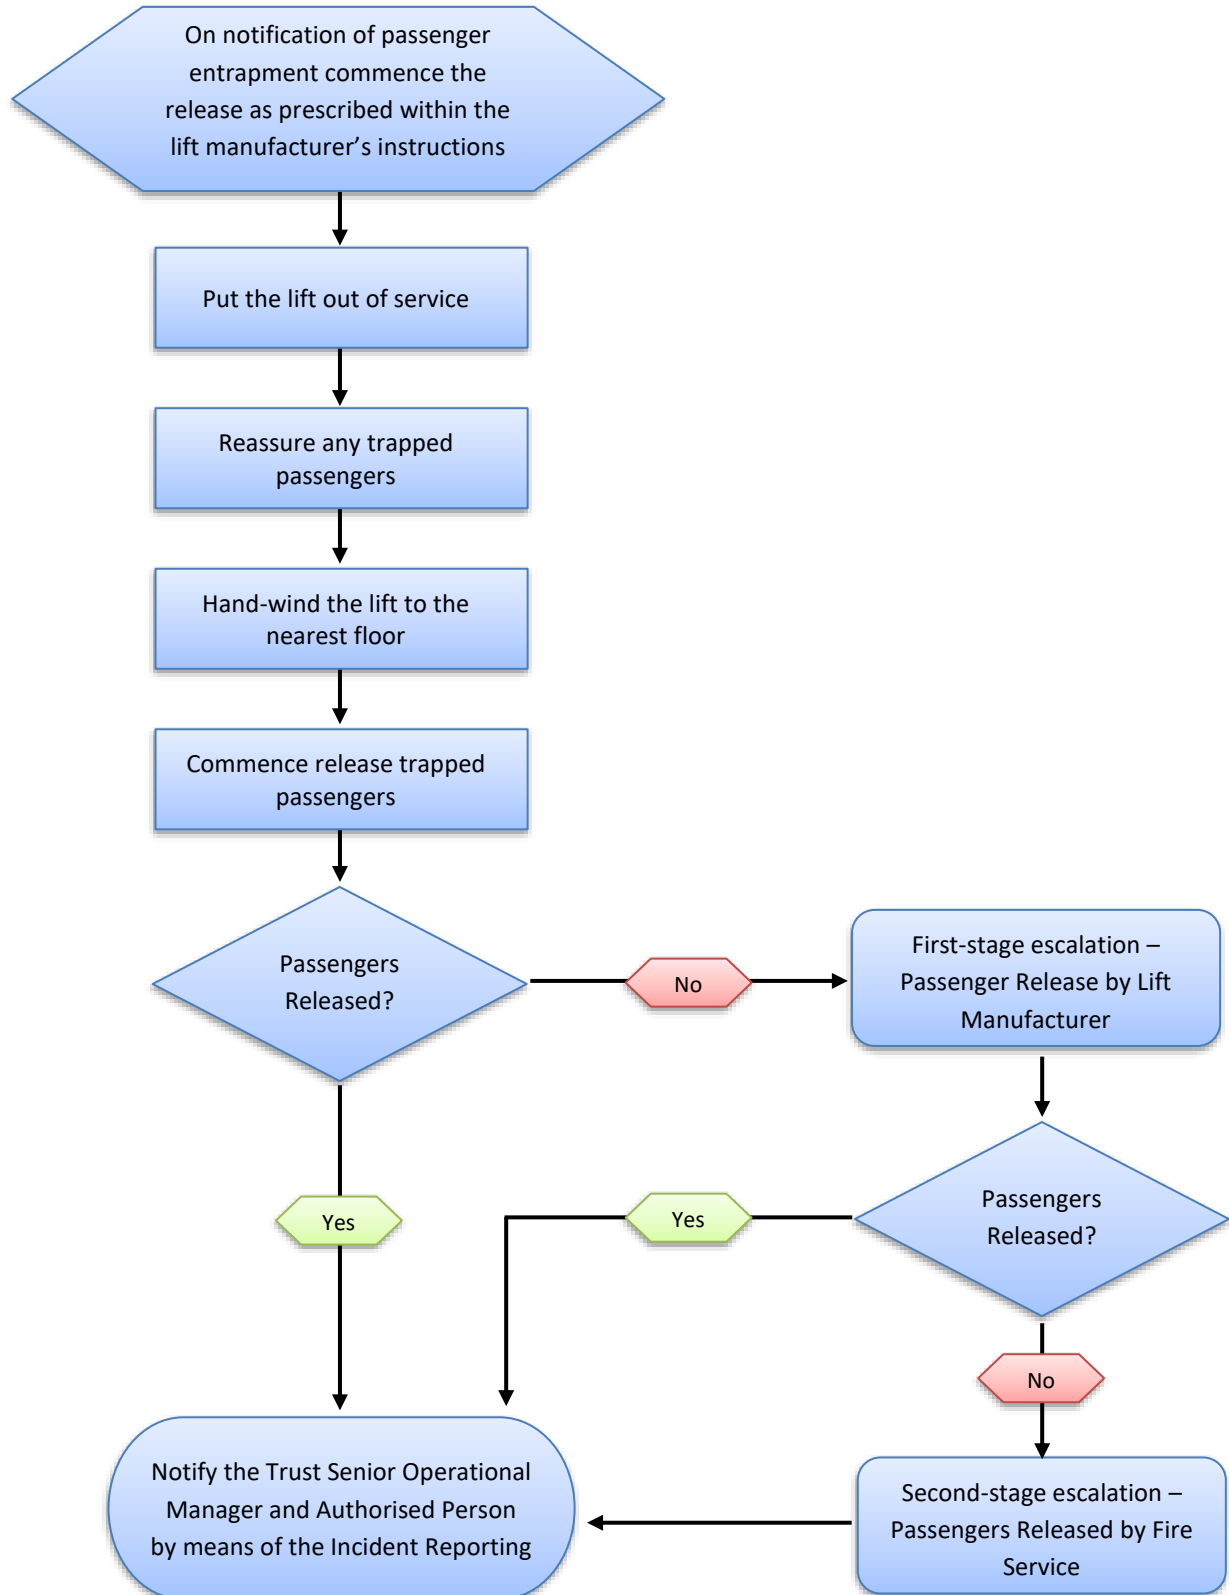 On notification of passenger
entrapment commence the
release as prescribed within the
lift manufacturer’s instructions
Put the lift out of service
Reassure any trapped
passengers
Hand-wind the lift to the
nearest floor
Commence release trapped
passengers
Passengers
Released?
No
First-stage escalation –
Passenger Release by Lift
Manufacturer
Yes
Yes
Passengers
Released?
No
Notify the Trust Senior Operational
Manager and Authorised Person
by means of the Incident Reporting
Second-stage escalation –
Passengers Released by Fire
Service